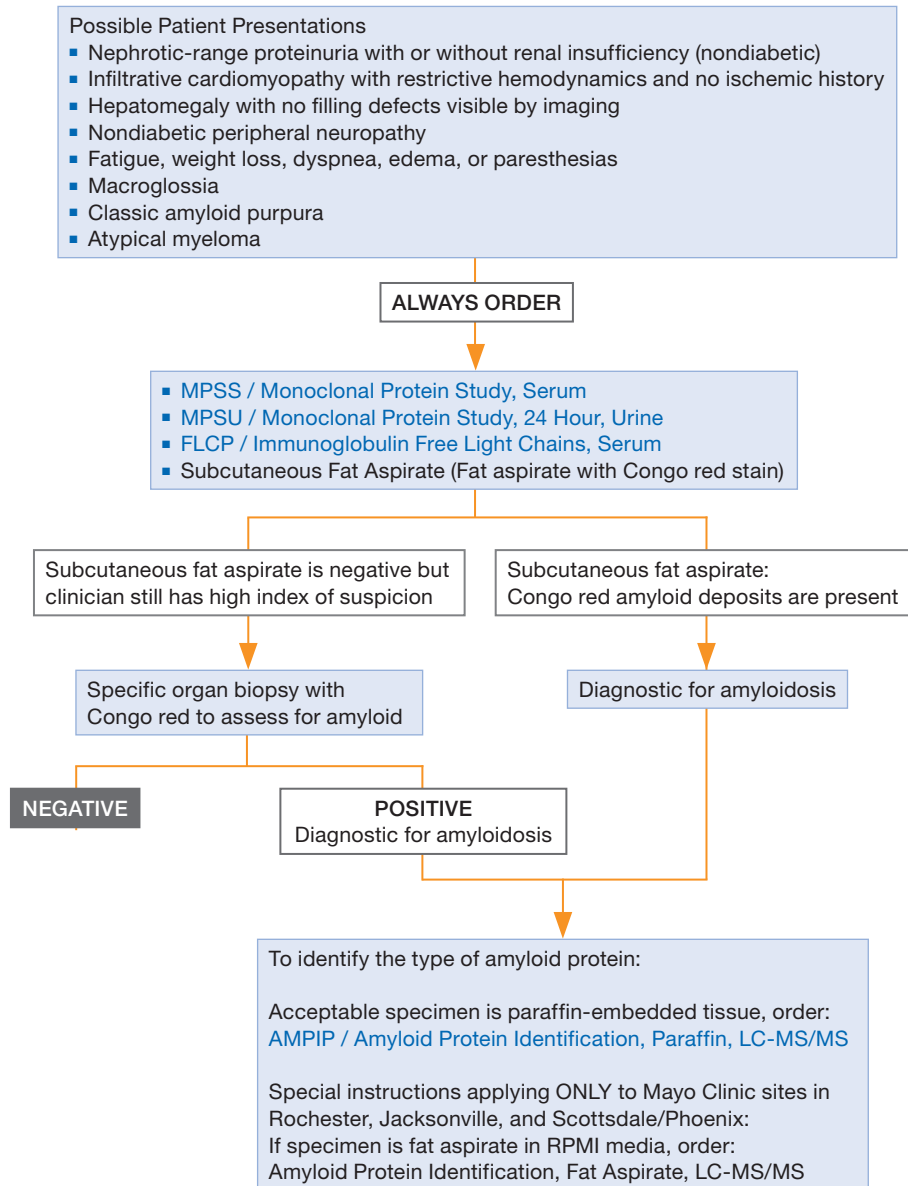 Possible Patient Presentations
▪ Nephrotic-range proteinuria with or without renal insufficiency (nondiabetic)
▪ Infiltrative cardiomyopathy with restrictive hemodynamics and no ischemic history
▪ Hepatomegaly with no filling defects visible by imaging
▪ Nondiabetic peripheral neuropathy
▪ Fatigue, weight loss, dyspnea, edema, or paresthesias
▪ Macroglossia
▪ Classic amyloid purpura
▪ Atypical myeloma
ALWAYS ORDER
▪ MPSS / Monoclonal Protein Study, Serum
▪ MPSU / Monoclonal Protein Study, 24 Hour, Urine
▪ FLCP / Immunoglobulin Free Light Chains, Serum
▪ Subcutaneous Fat Aspirate (Fat aspirate with Congo red stain)
Subcutaneous fat aspirate is negative but
clinician still has high index of suspicion
Subcutaneous fat aspirate:
Congo red amyloid deposits are present
Specific organ biopsy with
Congo red to assess for amyloid
Diagnostic for amyloidosis
NEGATIVE
POSITIVE
Diagnostic for amyloidosis
To identify the type of amyloid protein:
Acceptable specimen is paraffin-embedded tissue, order:
AMPIP / Amyloid Protein Identification, Paraffin, LC-MS/MS
Special instructions applying ONLY to Mayo Clinic sites in
Rochester, Jacksonville, and Scottsdale/Phoenix:
If specimen is fat aspirate in RPMI media, order:
Amyloid Protein Identification, Fat Aspirate, LC-MS/MS